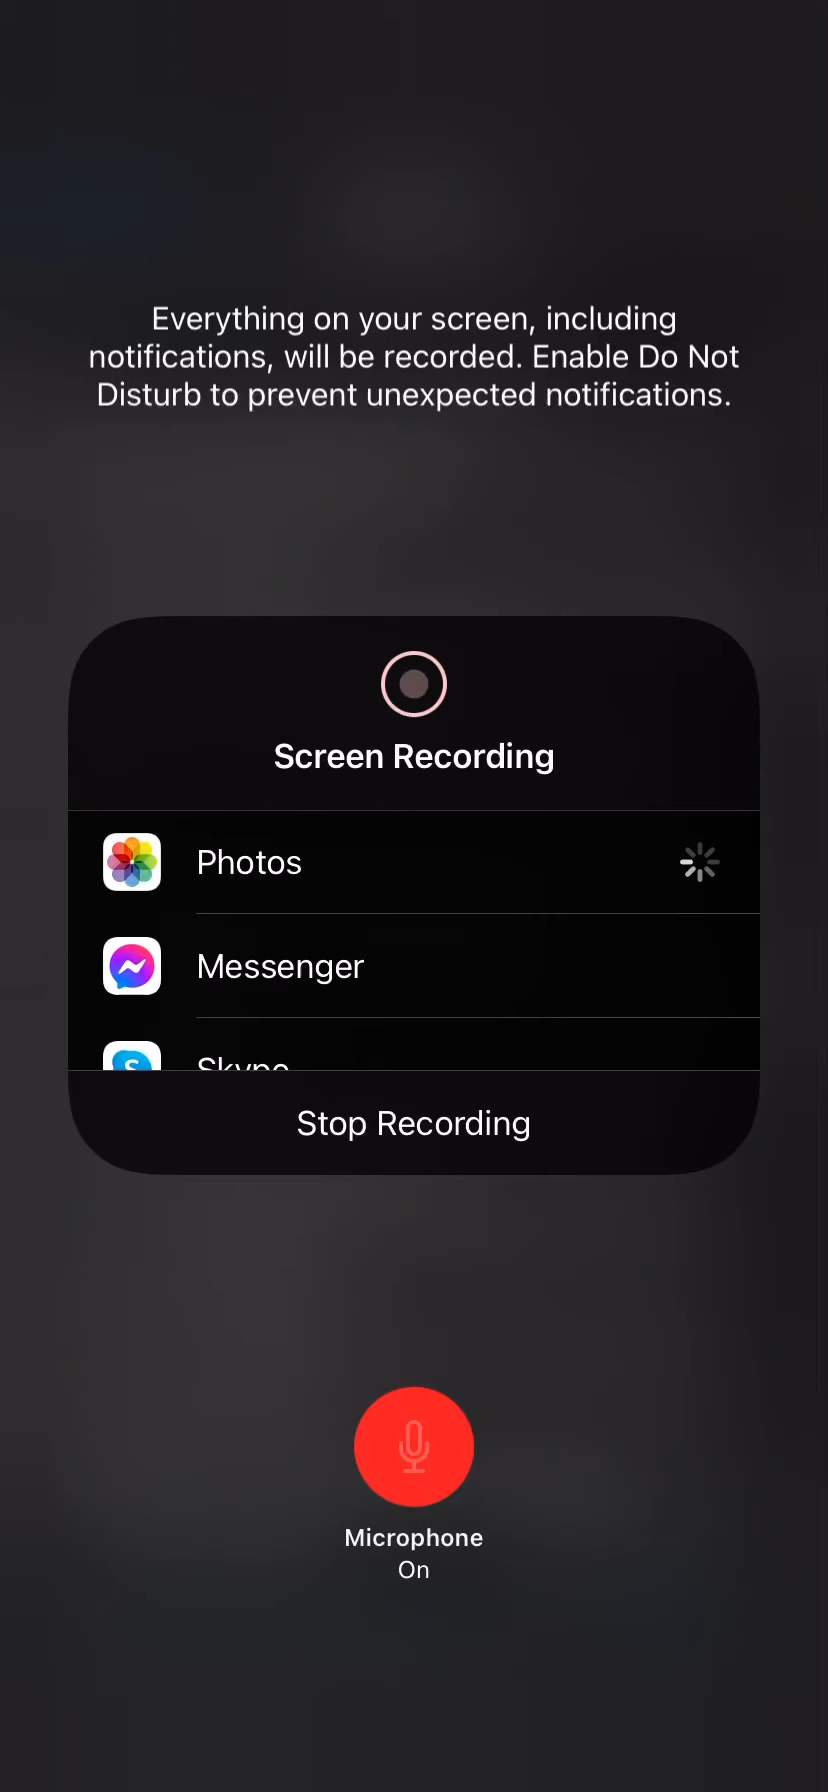 Everything on your screen, including
notifications, will be recorded. Enable Do Not
Disturb to prevent unexpected notifications.
Screen Recording
Photos
Messenger
Skype
Stop Recording
Microphone
On